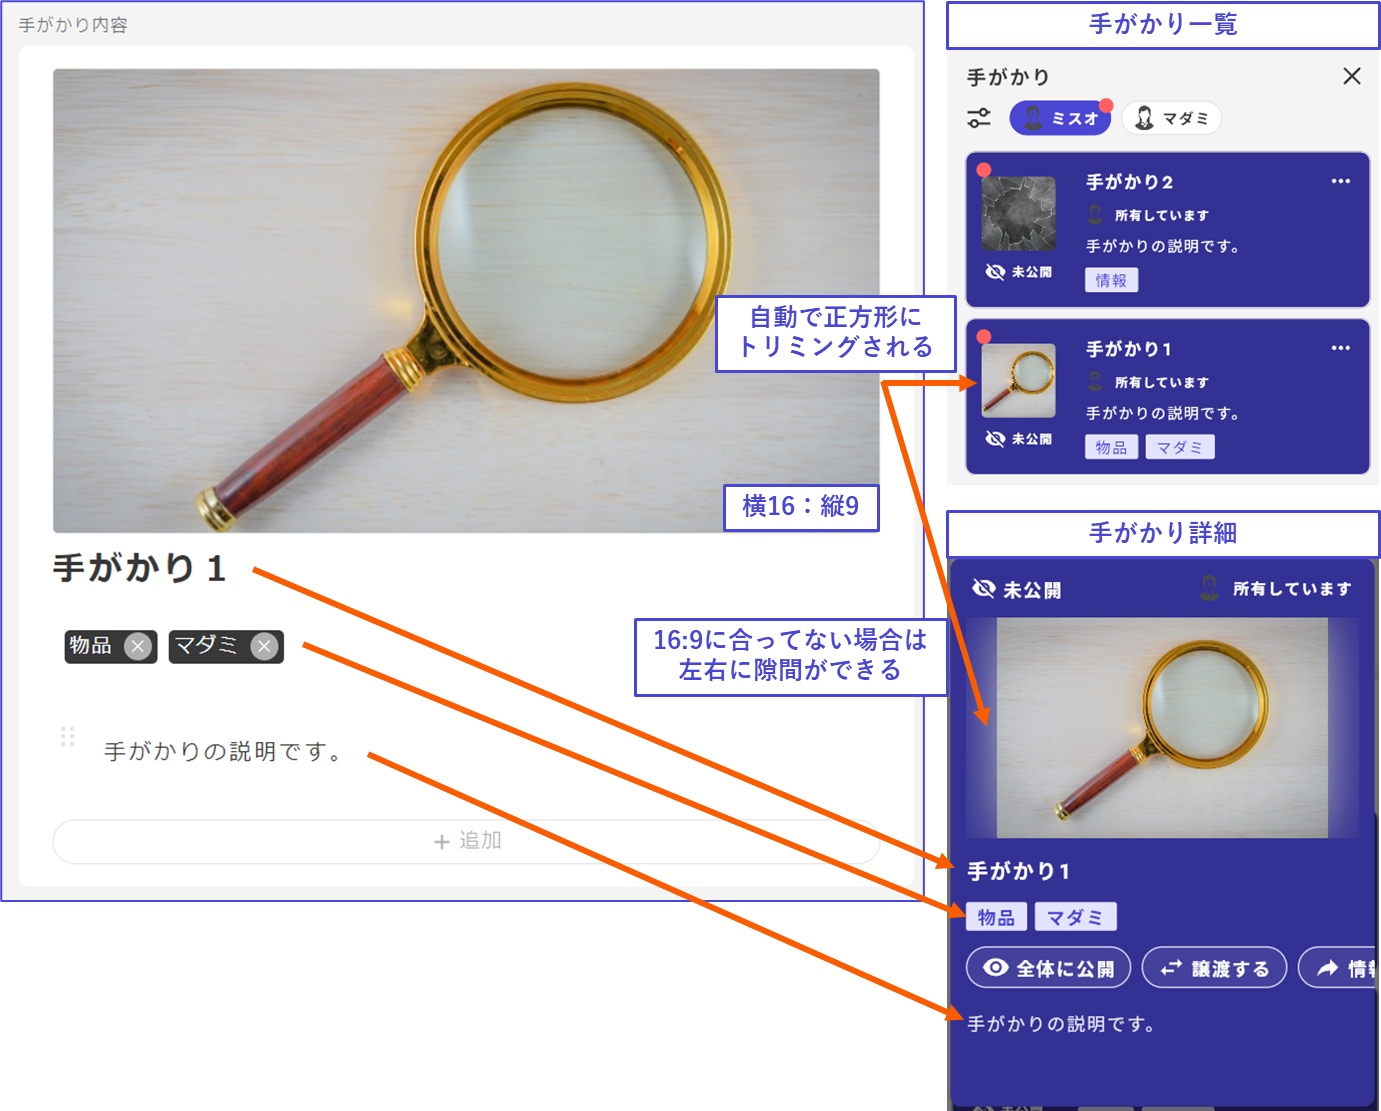 手がかり内容
横16：縦9
手がかり１
物品
マダミ
手がかりの説明です。
+ 追加
自動で正方形に
トリミングされる
16:9に合ってない場合は
左右に隙間ができる
手がかり一覧
手がかり
ミスオ
マダミ
手がかり2
所有しています
手がかりの説明です。
未公開
情報
手がかり1
所有しています
手がかりの説明です。
未公開
物品
マダミ
手がかり詳細
未公開
所有しています
手がかり1
物品
マダミ
全体に公開
譲渡する
手がかりの説明です。